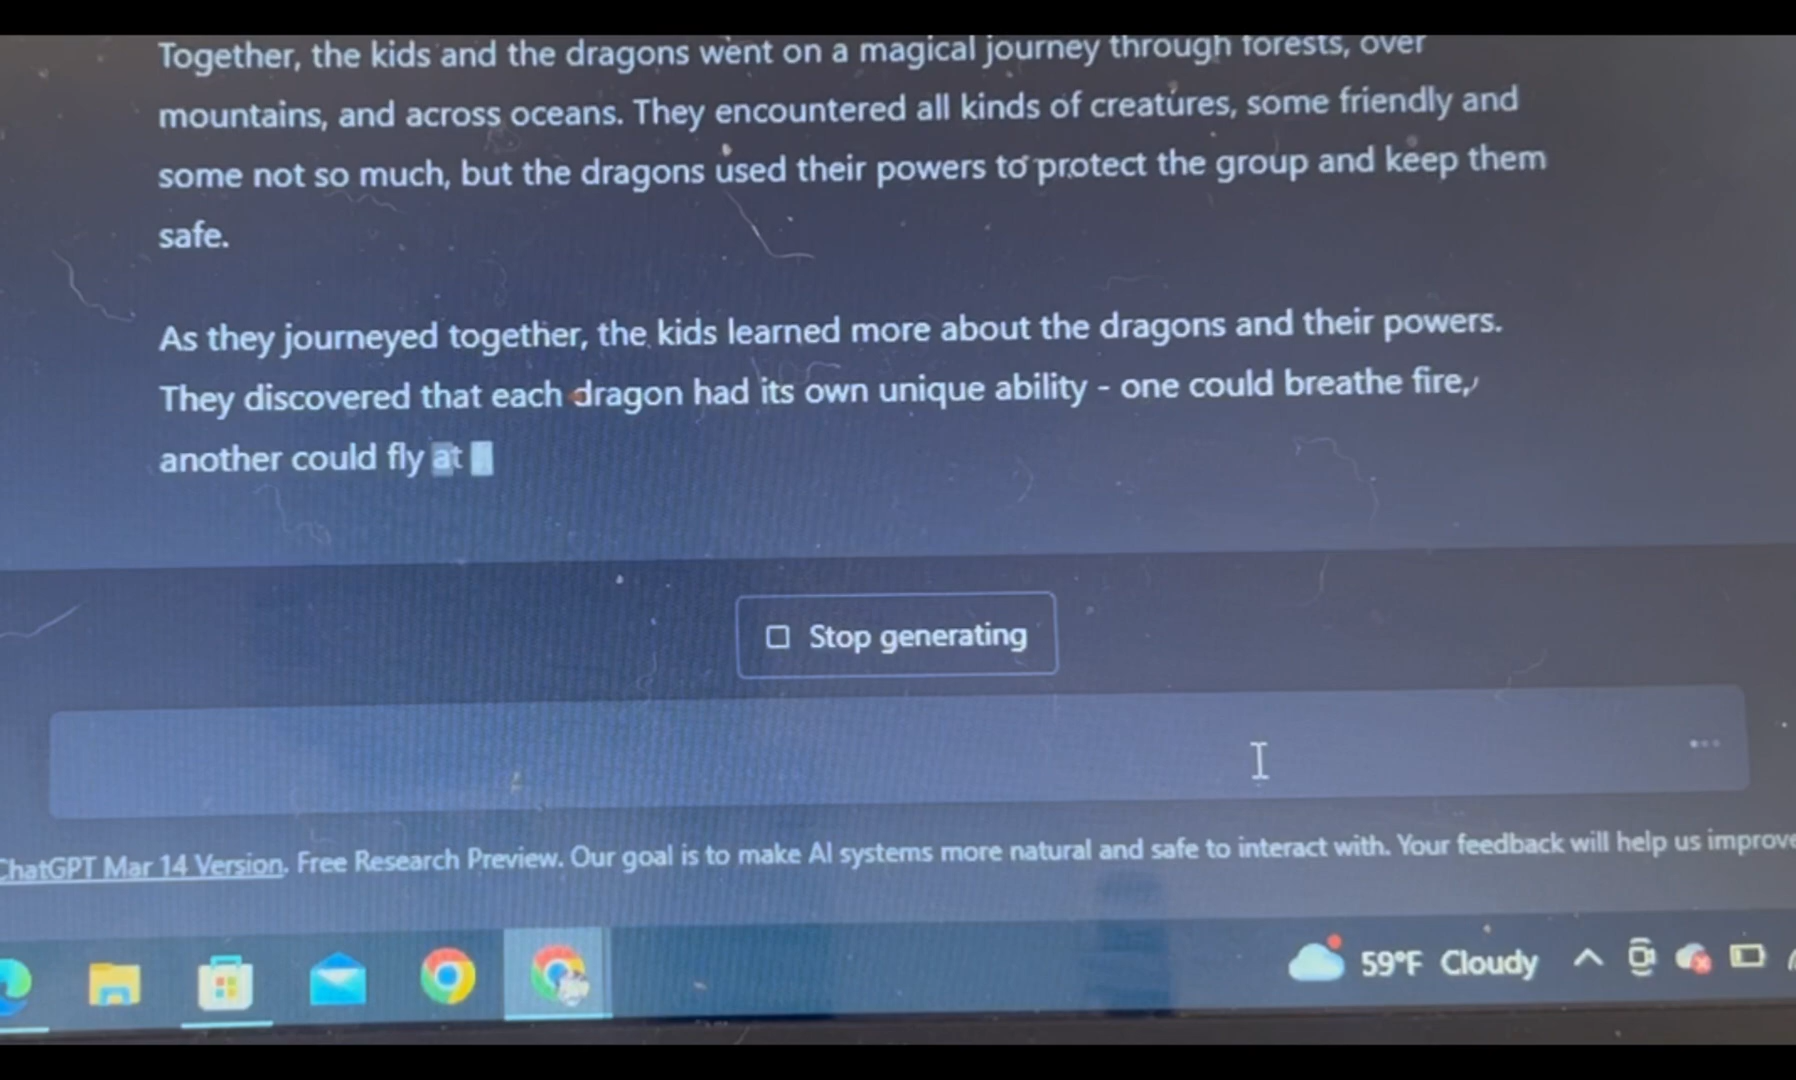 Together, the kids and the dragons went on a magical journey through forests, over
mountains, and across oceans. They encountered all kinds of creatures, some friendly and
some not so much, but the dragons used their powers to protect the group and keep them
safe.
As they journeyed together, the kids learned more about the dragons and their powers.
They discovered that each dragon had its own unique ability - one could breathe fire,
another could fly at
Stop generating
ChatGPT Mar 14 Version. Free Research Preview. Our goal is to make AI systems more natural and safe to interact with. Your feedback will help us improve
59°F Cloudy